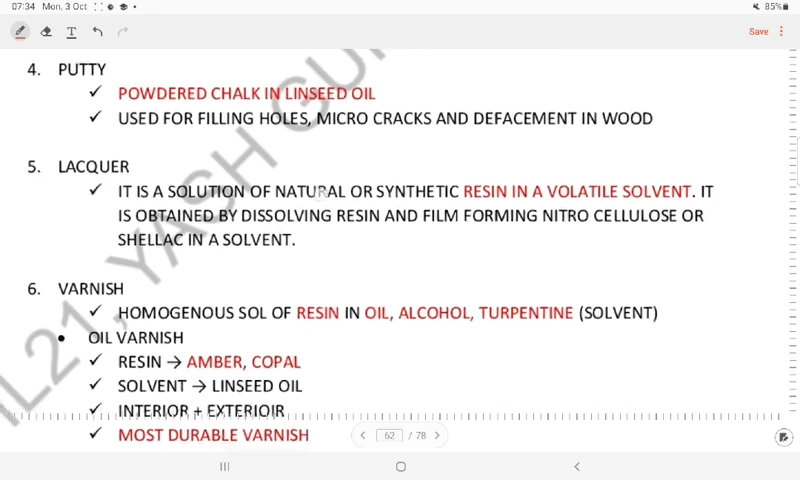 07:34 Mon, 3 Oct
85%
Save
4. PUTTY
✓ POWDERED CHALK IN LINSEED OIL
✓ USED FOR FILLING HOLES, MICRO CRACKS AND DEFACEMENT IN WOOD
5. LACQUER
✓ IT IS A SOLUTION OF NATURAL OR SYNTHETIC RESIN IN A VOLATILE SOLVENT. IT
IS OBTAINED BY DISSOLVING RESIN AND FILM FORMING NITRO CELLULOSE OR
SHELLAC IN A SOLVENT.
6. VARNISH
✓ HOMOGENOUS SOL OF RESIN IN OIL, ALCOHOL, TURPENTINE (SOLVENT)
• OIL VARNISH
✓ RESIN → AMBER, COPAL
✓ SOLVENT → LINSEED OIL
✓ INTERIOR + EXTERIOIR
✓ MOST DURABLE VARNISH
62 / 78